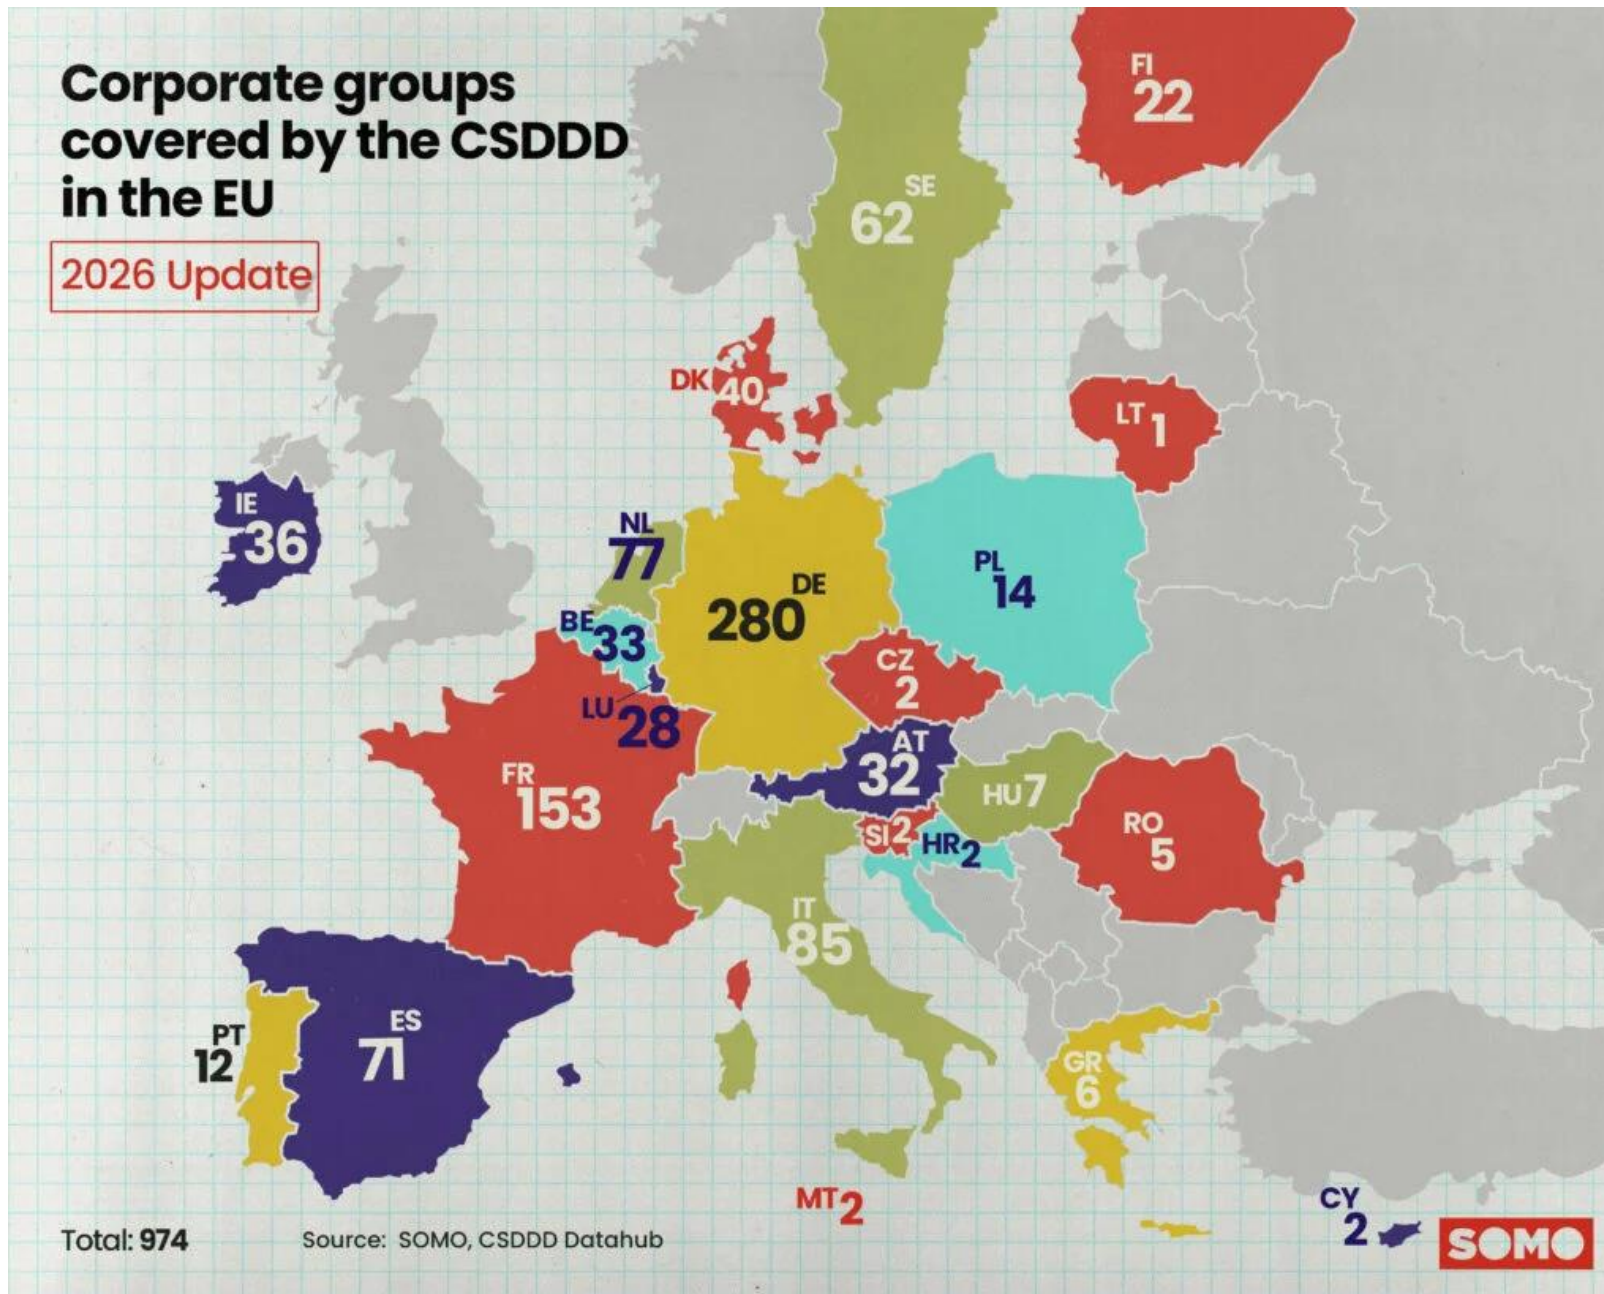 Corporate groups
covered by the CSDDD
in the EU
2026 Update
FI
22
SE
62
DK 40
LT 1
IE
36
NL
77
DE
280
PL
14
BE 33
CZ
2
LU 28
AT
32
FR
153
HU 7
SI 2
HR 2
RO
5
IT
85
ES
71
PT
12
GR
6
MT 2
CY
2
Total: 974
Source: SOMO, CSDDD Datahub
SOMO